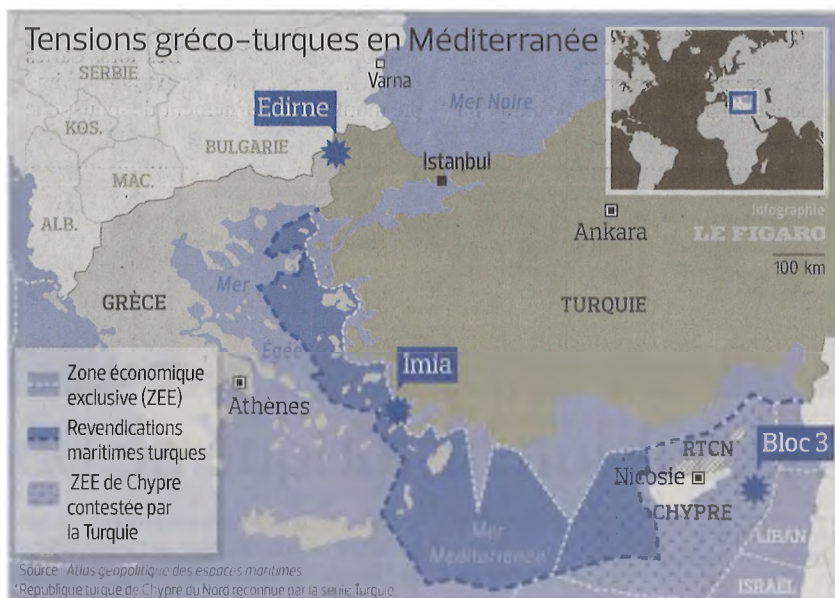 Tensions gréco-turques en Méditerranée
SERBIE
Varna
Mer Noire
Edirne
KOS.
BULGARIE
Istanbul
MAC.
ALB.
Ankara
Infographie
LE FIGARO
100 km
Mer
Égée
GRÈCE
TURQUIE
Imia
Zone économique
exclusive (ZEE)
Revendications
maritimes turques
ZEE de Chypre
contestée par
la Turquie
Athènes
RTCN
Bloc 3
Nicosie
CHYPRE
Mer
Méditerranée
LIBAN
ISRAEL
Source : Atlas géopolitique des espaces maritimes
*République turque de Chypre du Nord reconnue par la seule Turquie